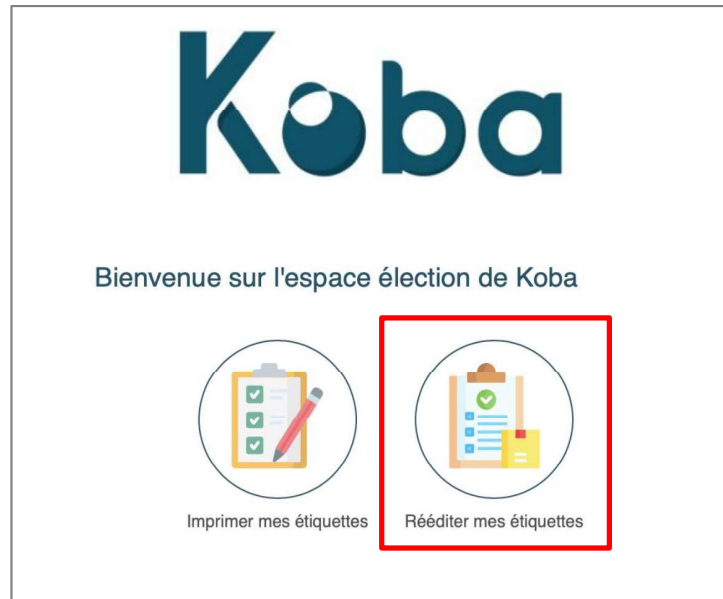 Koba
Bienvenue sur l'espace élection de Koba
Imprimer mes étiquettes
Rééditer mes étiquettes